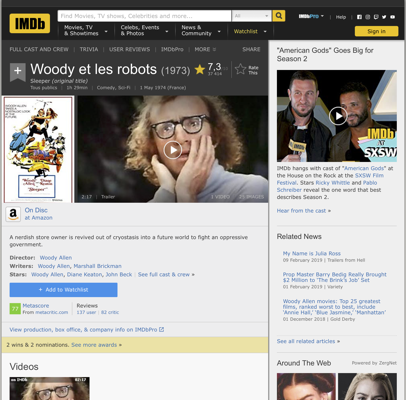 IMDb
Find Movies, TV shows, Celebrities and more...
All
IMDbPro
Help
Movies, TV
& Showtimes
Celebs, Events
& Photos
News &
Community
Watchlist
Sign in
FULL CAST AND CREW | TRIVIA | USER REVIEWS | IMDbPro | MORE
SHARE
Woody et les robots (1973)
Sleeper (original title)
Tous publics | 1h 29min | Comedy, Sci-Fi | 1 May 1974 (France)
7,3
Rate
This
2:17 | Trailer
On Disc
at Amazon
A nerdish store owner is revived out of cryostasis into a future world to fight an oppressive
government.
Director: Woody Allen
Writers: Woody Allen, Marshall Brickman
Stars: Woody Allen, Diane Keaton, John Beck | See full cast & crew »
+ Add to Watchlist
77
Metascore
From metacritic.com
Reviews
137 user | 82 critic
View production, box office, & company info on IMDbPro
2 wins & 2 nominations. See more awards »
Videos
"American Gods" Goes Big for
Season 2
IMDb
at
SXSW
IMDb hangs with cast of "American Gods" at
the House on the Rock at the SXSW Film
Festival. Stars Ricky Whittle and Pablo
Schreiber reveal the one word that best
describes Season 2.
Hear from the cast »
Related News
My Name is Julia Ross
09 February 2019 | Trailers from Hell
Prop Master Barry Bedig Really Brought
$2 Million to 'The Brink's Job' Set
01 February 2019 | Variety
Woody Allen movies: Top 25 greatest
films, ranked worst to best, include
'Annie Hall,' 'Blue Jasmine,' 'Manhattan'
01 December 2018 | Gold Derby
See all related articles »
Around The Web
Powered by ZergNet